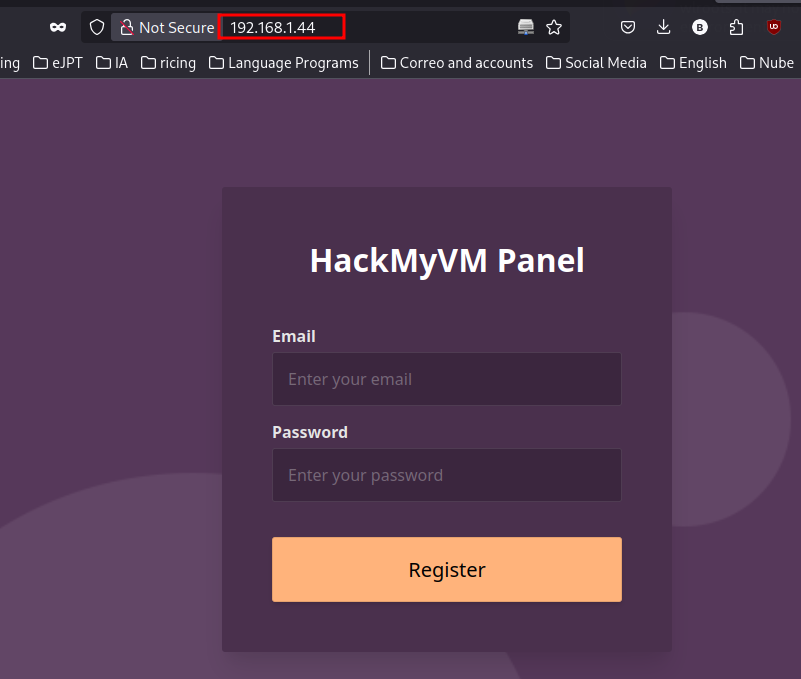 Not Secure 192.168.1.44 B UD
ing eJPT IA ricing Language Programs Correo and accounts Social Media English Nube
HackMyVM Panel
Email
Enter your email
Password
Enter your password
Register